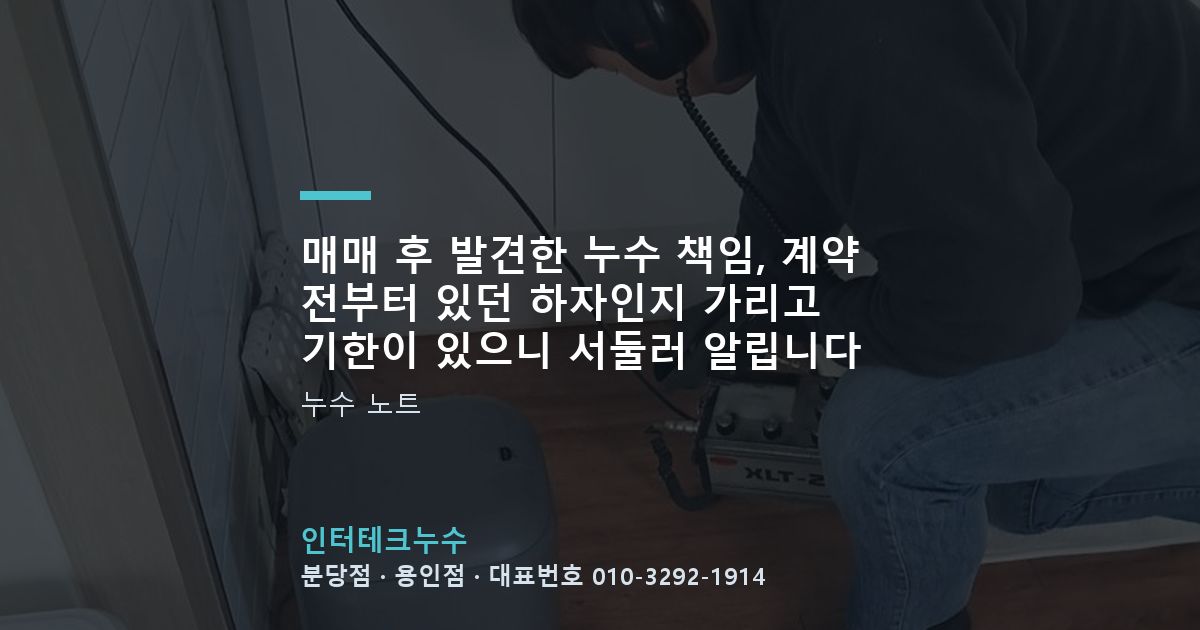 매매 후 발견한 누수 책임, 계약
전부터 있던 하자인지 가리고
기한이 있으니 서둘러 알립니다
누수 노트
XLT-2
인터테크누수
분당점 · 용인점 · 대표번호 010-3292-1914